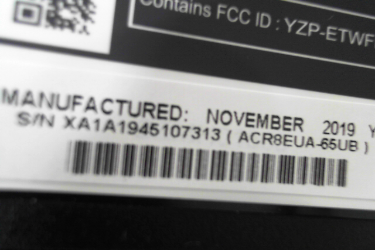 Contains FCC ID : YZP-ETWF
MANUFACTURED: NOVEMBER 2019
S/N XA1A1945107313 ( ACR8EUA-65UB )